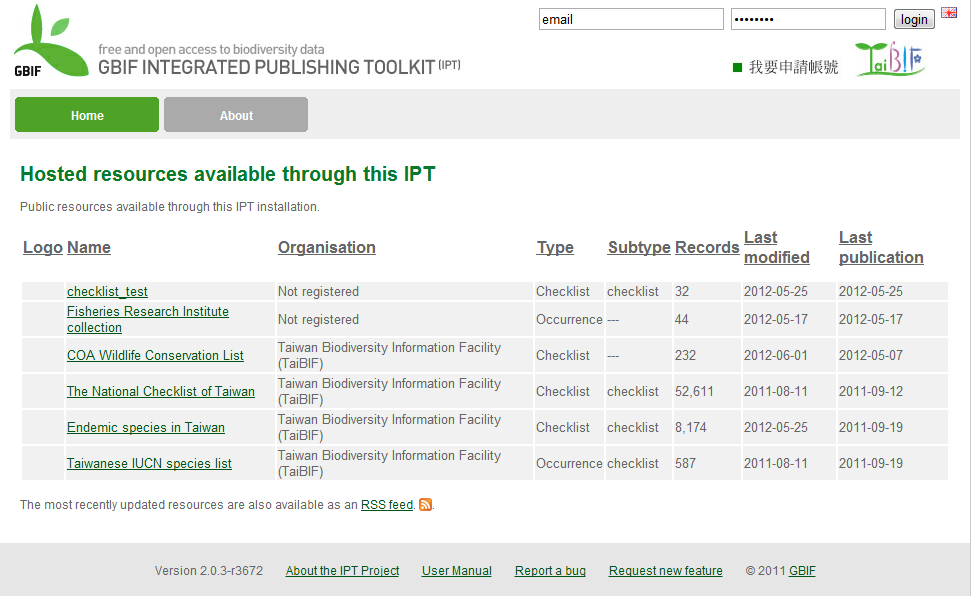 email •••••••• login
free and open access to biodiversity data
GBIF GBIF INTEGRATED PUBLISHING TOOLKIT (IPT)
我要申請帳號 TaiBIF
Home About
Hosted resources available through this IPT
Public resources available through this IPT installation.
Logo Name Organisation Type Subtype Records Last modified Last publication
checklist_test Not registered Checklist checklist 32 2012-05-25 2012-05-25
Fisheries Research Institute collection Not registered Occurrence --- 44 2012-05-17 2012-05-17
COA Wildlife Conservation List Taiwan Biodiversity Information Facility (TaiBIF) Checklist --- 232 2012-06-01 2012-05-07
The National Checklist of Taiwan Taiwan Biodiversity Information Facility (TaiBIF) Checklist checklist 52,611 2011-08-11 2011-09-12
Endemic species in Taiwan Taiwan Biodiversity Information Facility (TaiBIF) Checklist checklist 8,174 2012-05-25 2011-09-19
Taiwanese IUCN species list Taiwan Biodiversity Information Facility (TaiBIF) Occurrence checklist 587 2011-08-11 2011-09-19
The most recently updated resources are also available as an RSS feed.
Version 2.0.3-r3672 About the IPT Project User Manual Report a bug Request new feature © 2011 GBIF